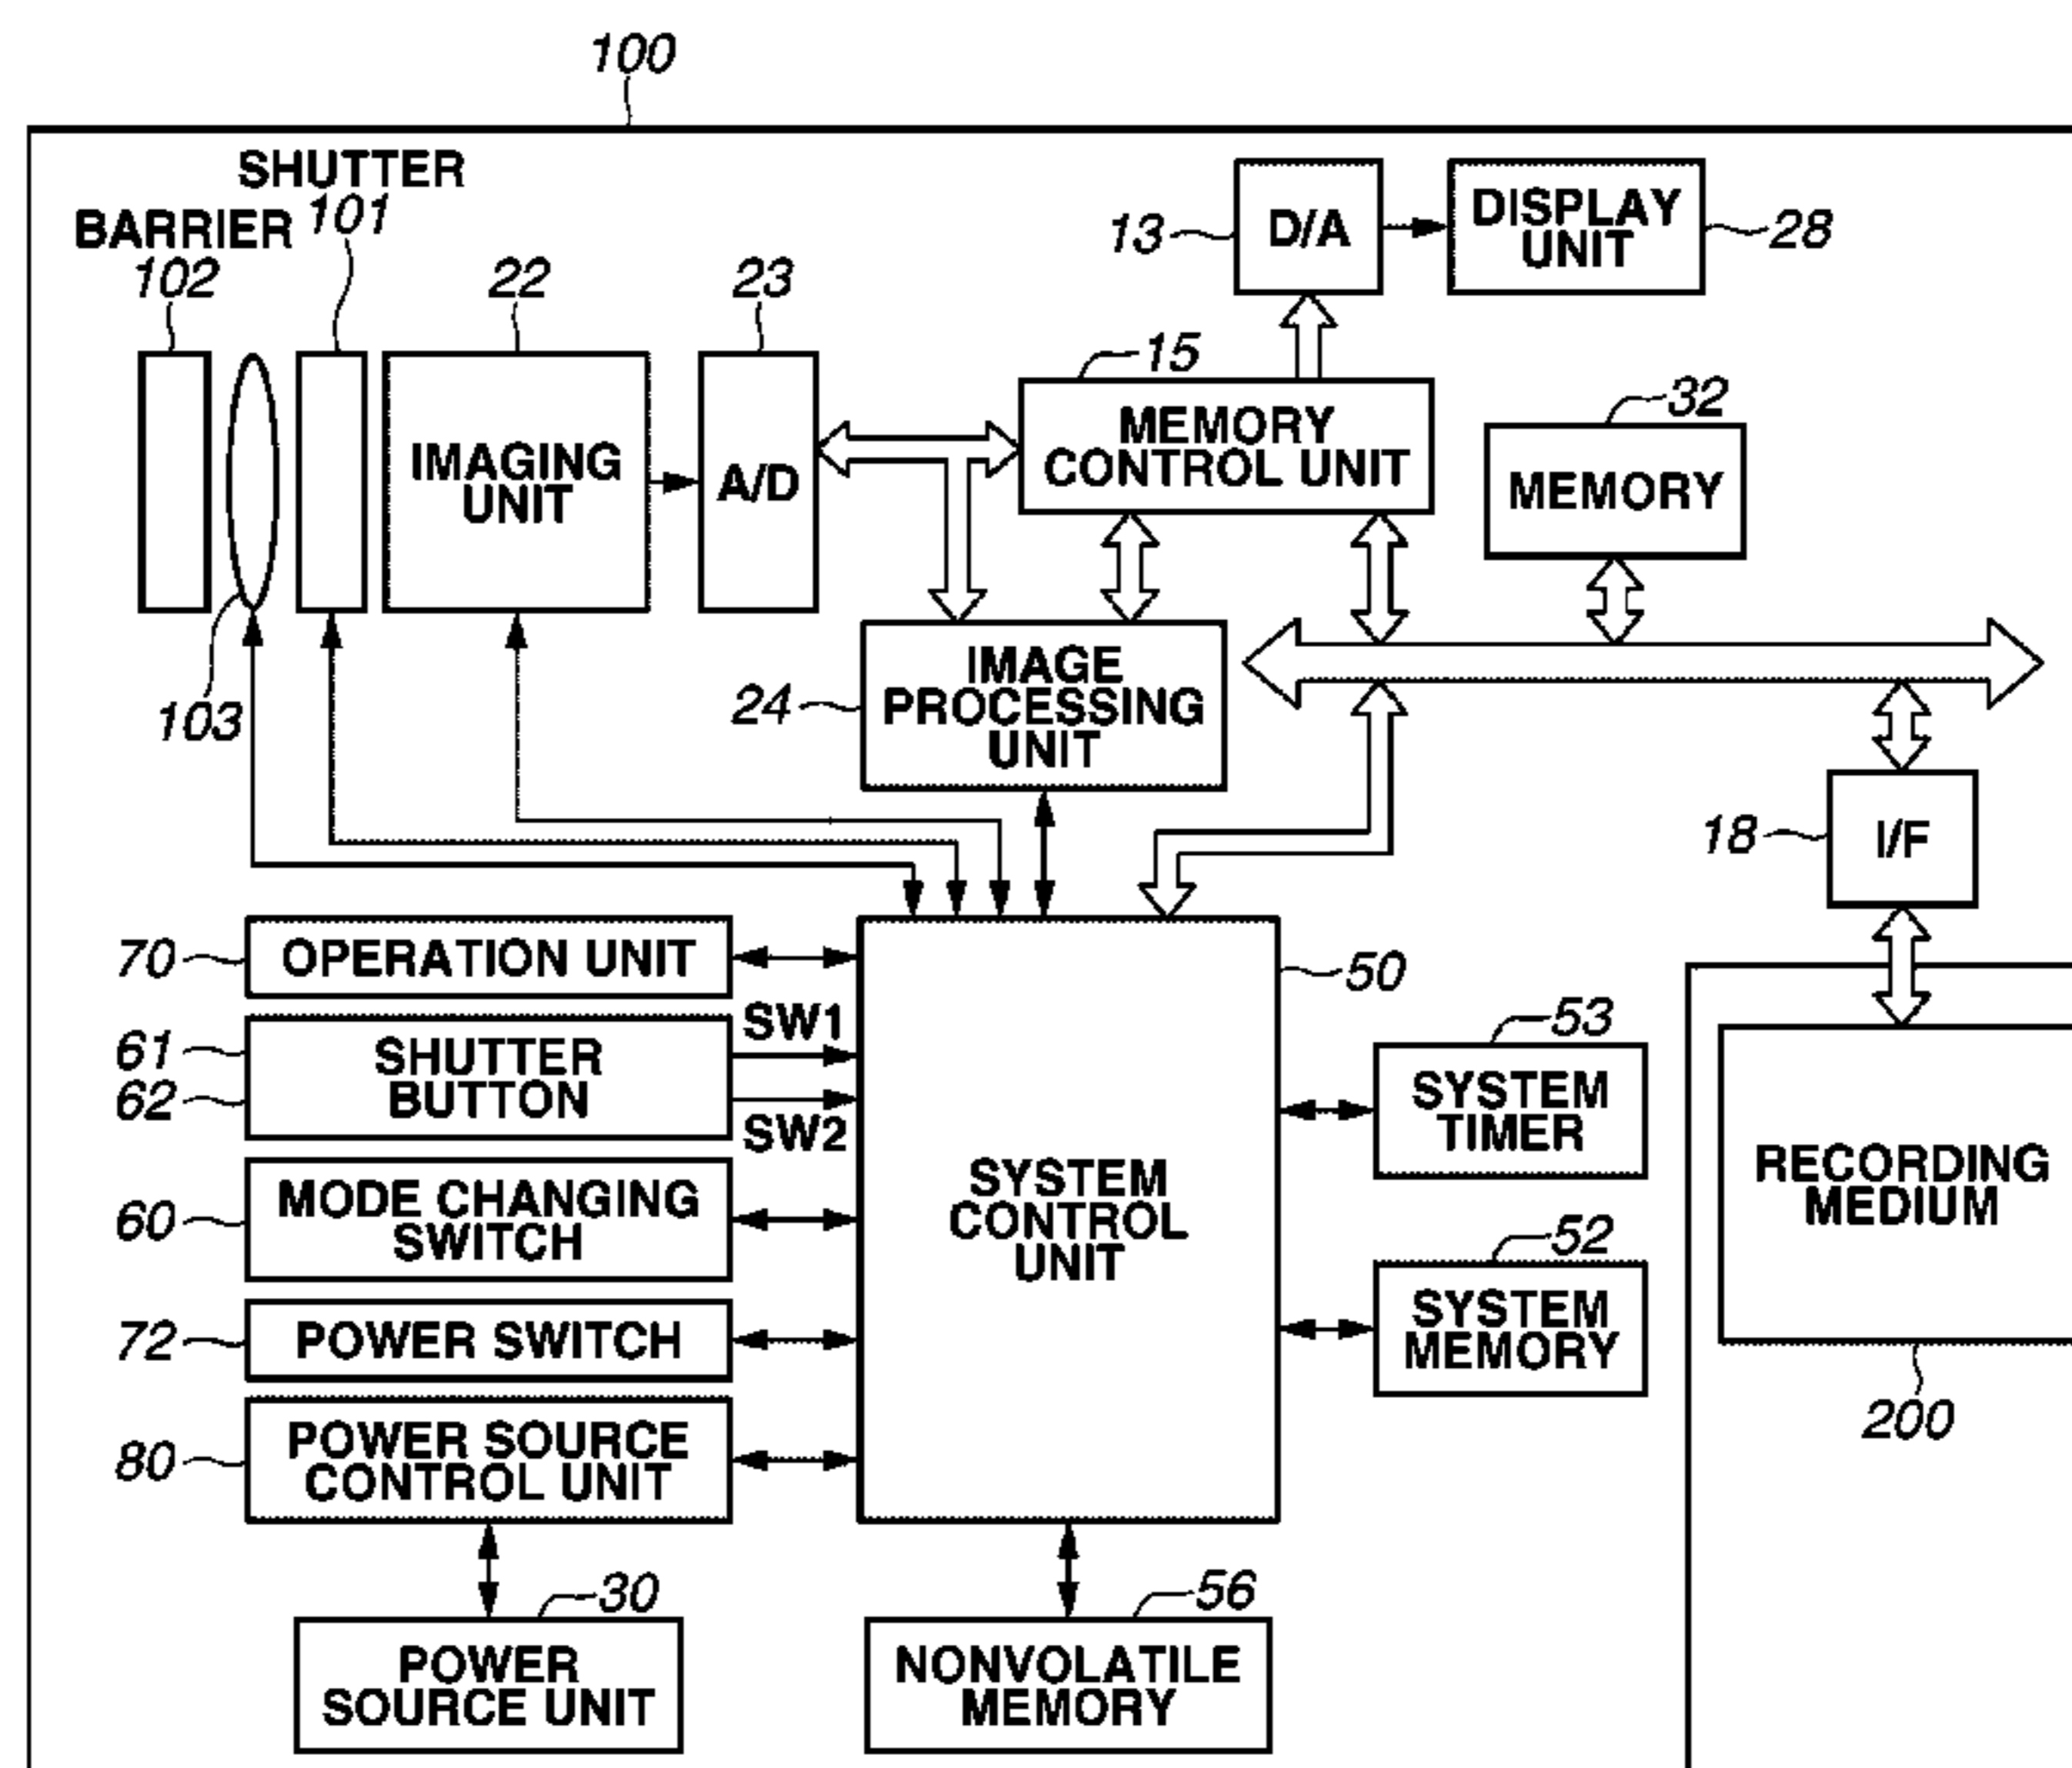 100
SHUTTER
101
BARRIER
102
22
23
13
D/A
DISPLAY
UNIT
28
15
MEMORY
CONTROL UNIT
32
MEMORY
IMAGING
UNIT
A/D
103
24
IMAGE
PROCESSING
UNIT
18
I/F
70
OPERATION UNIT
50
61
62
SHUTTER
BUTTON
SW1
SW2
53
SYSTEM
TIMER
60
MODE CHANGING
SWITCH
SYSTEM
CONTROL
UNIT
RECORDING
MEDIUM
52
SYSTEM
MEMORY
72
POWER SWITCH
200
80
POWER SOURCE
CONTROL UNIT
30
POWER
SOURCE UNIT
56
NONVOLATILE
MEMORY